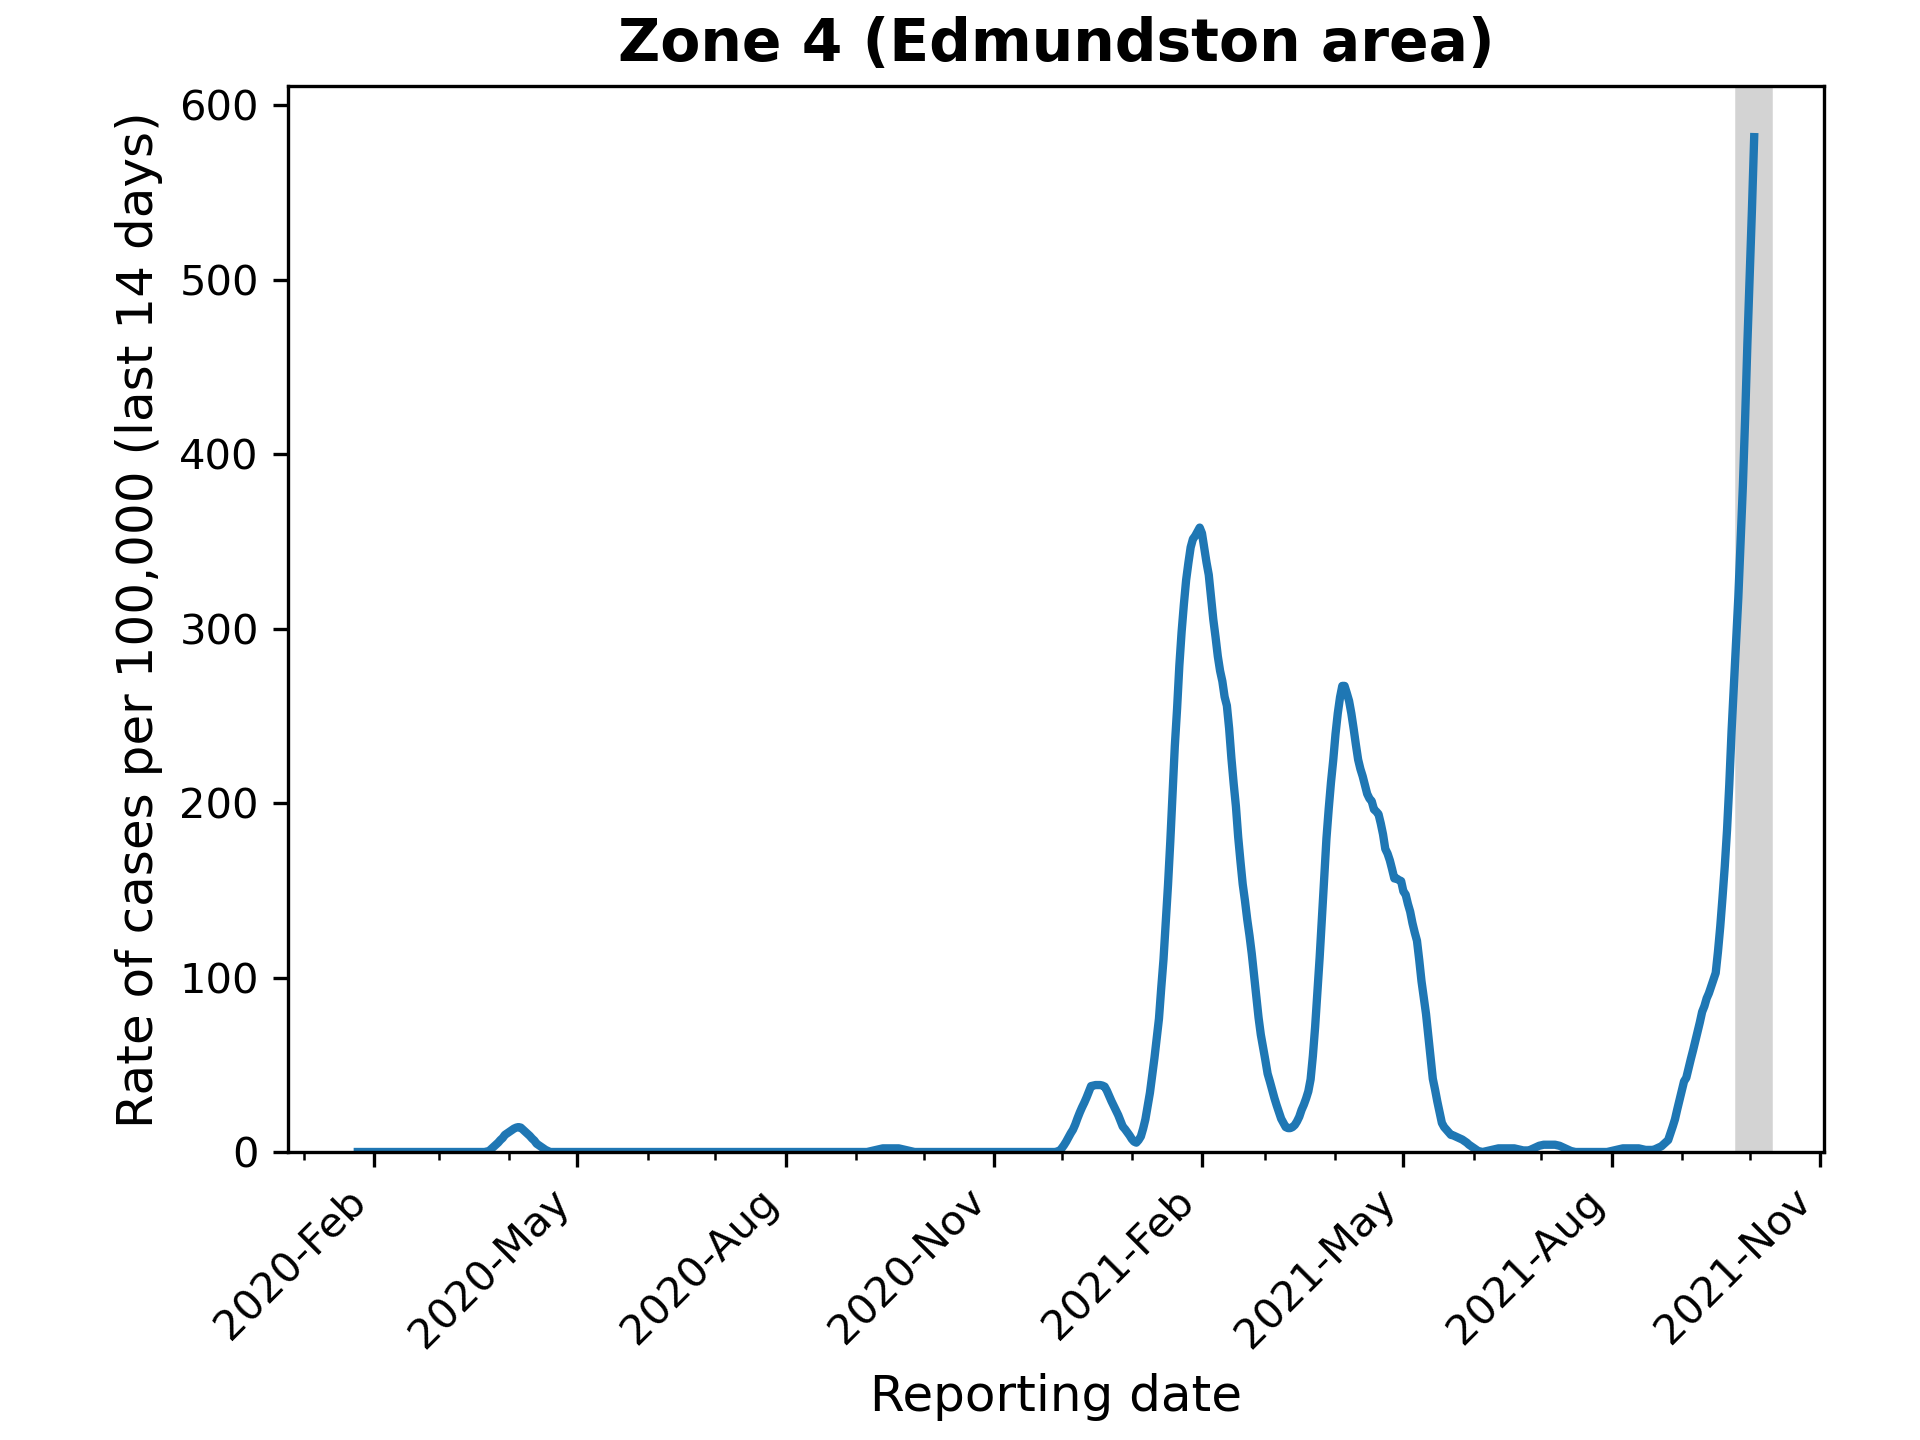 Zone 4 (Edmundston area)
Rate of cases per 100,000 (last 14 days)
600
500
400
300
200
100
0
2020-Feb
2020-May
2020-Aug
2020-Nov
2021-Feb
2021-May
2021-Aug
2021-Nov
Reporting date